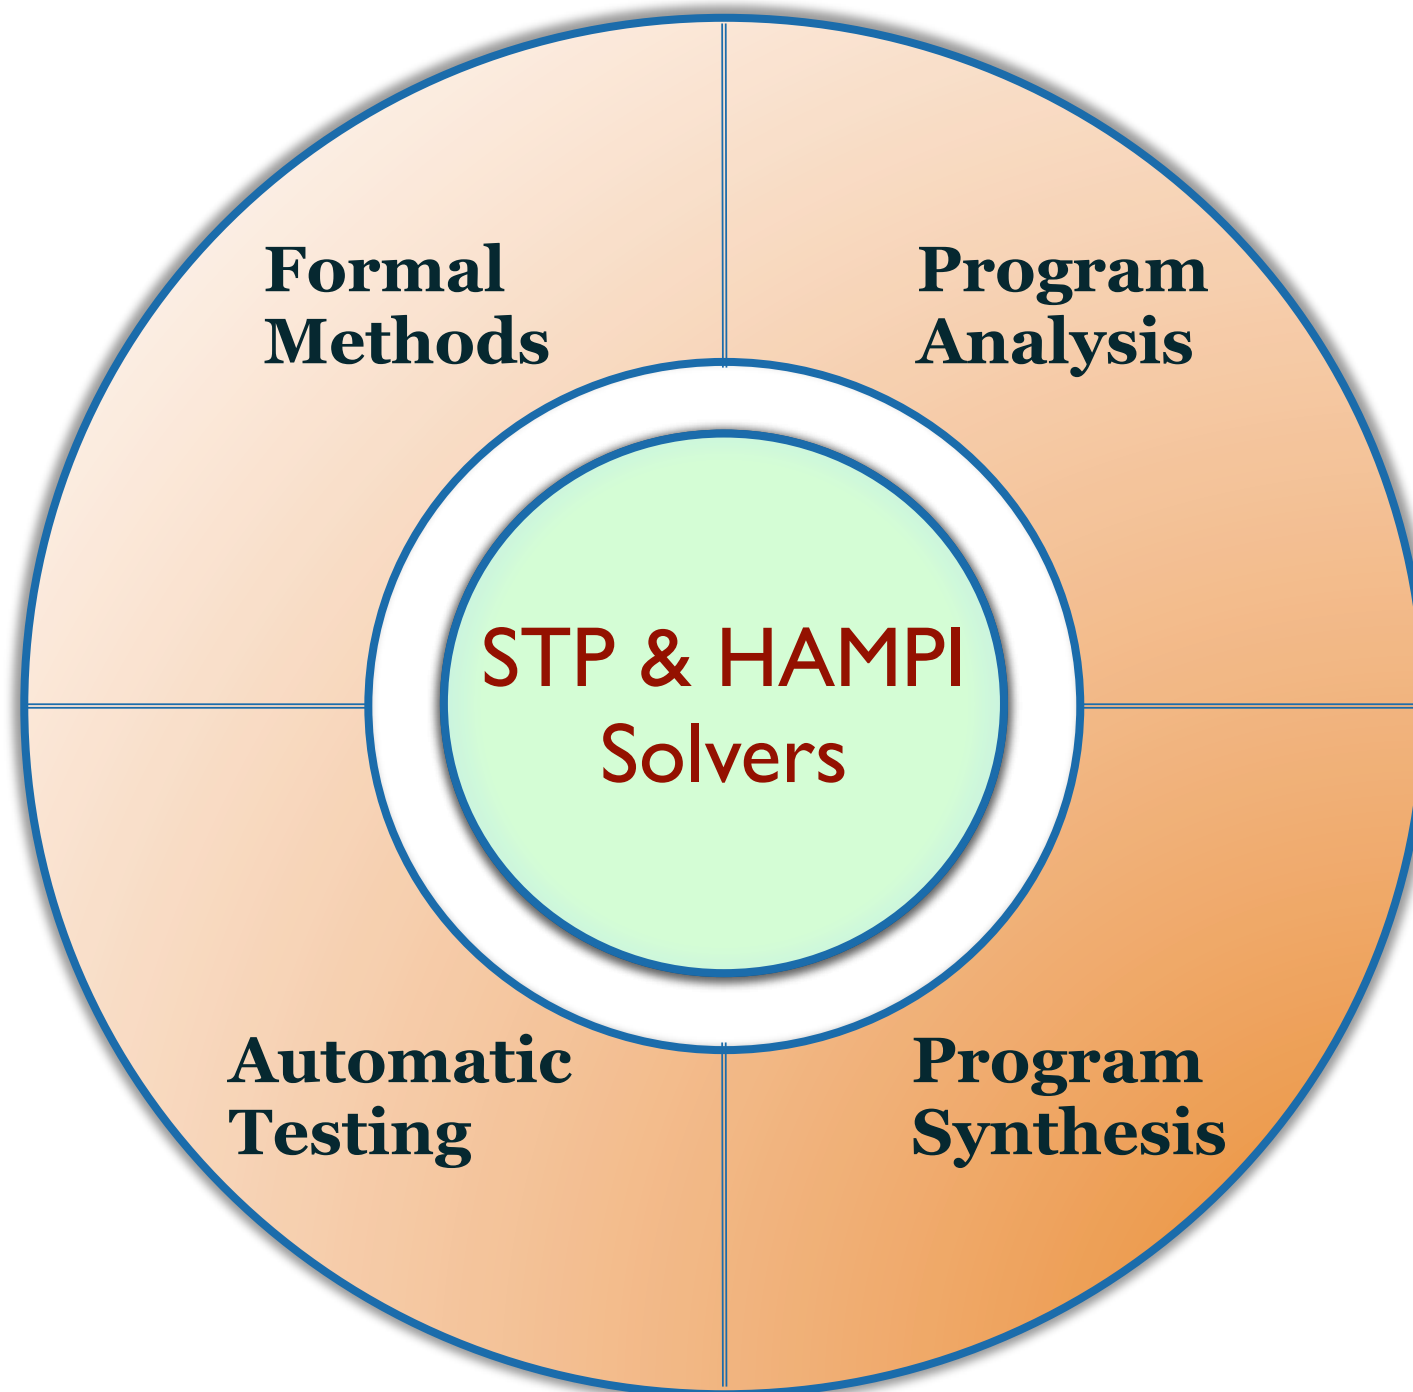 Formal
Methods
Program
Analysis
STP & HAMPI
Solvers
Automatic
Testing
Program
Synthesis